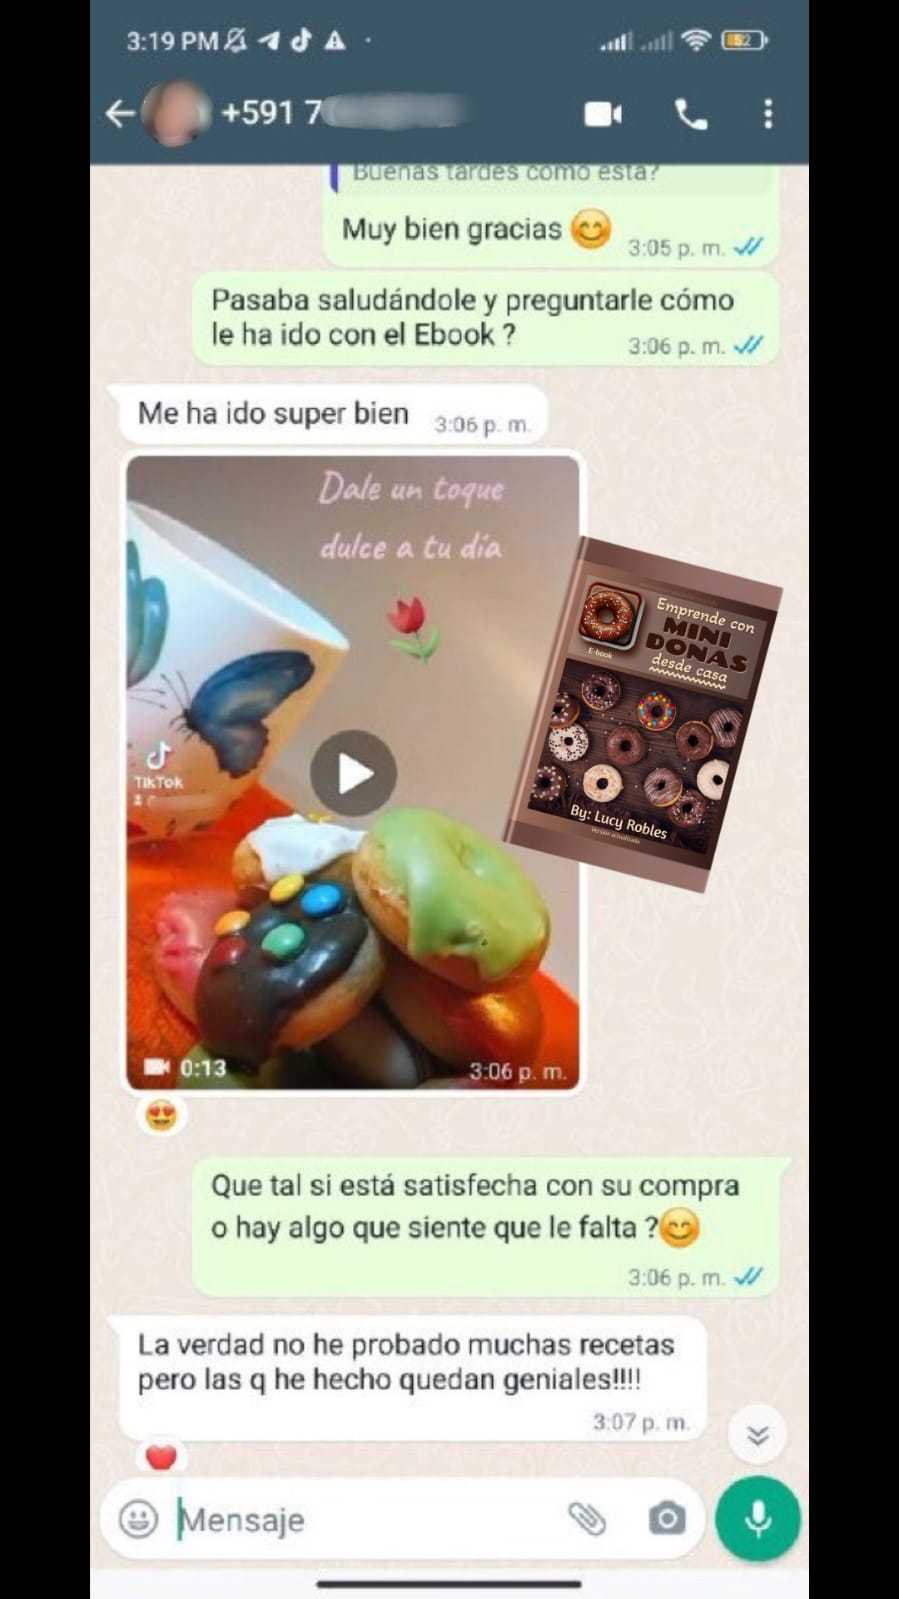 3:19 PM
52
+591 7
Buenas tardes cómo está?
Muy bien gracias 😊
3:05 p. m.
Pasaba saludándole y preguntarle cómo
le ha ido con el Ebook ?
3:06 p. m.
Me ha ido super bien
3:06 p. m.
Dale un toque
dulce a tu día
TikTok
Emprende con
MINI
DONAS
desde casa
E-book
By: Lucy Robles
Versión actualizada
0:13
3:06 p. m.
Que tal si está satisfecha con su compra
o hay algo que siente que le falta ?😊
3:06 p. m.
La verdad no he probado muchas recetas
pero las q he hecho quedan geniales!!!!
3:07 p. m.
Mensaje